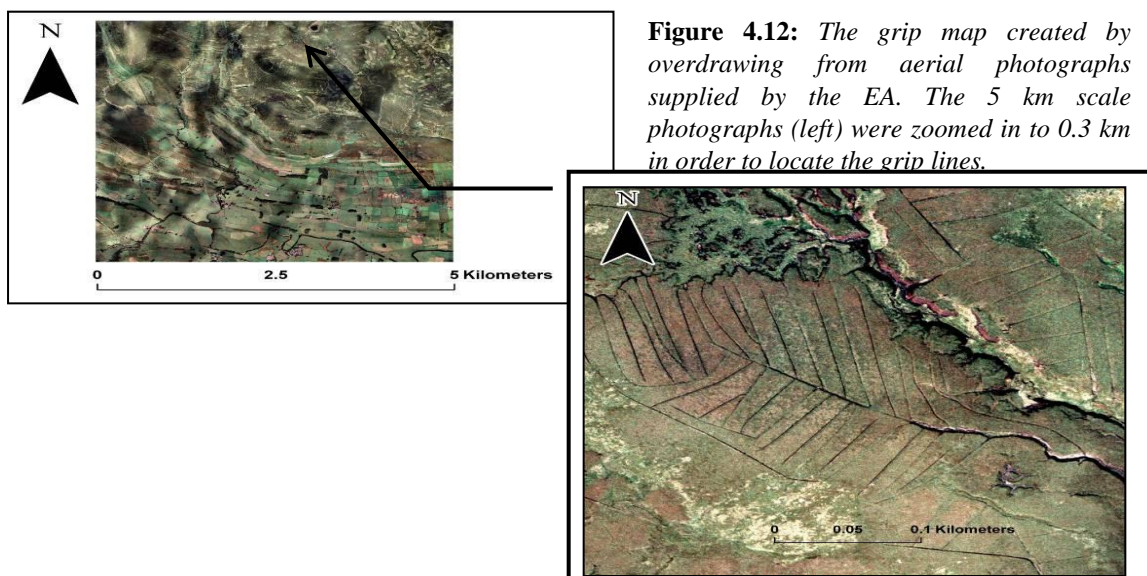 N
0 2.5 5 Kilometers
Figure 4.12: The grip map created by
overdrawing from aerial photographs
supplied by the EA. The 5 km scale
photographs (left) were zoomed in to 0.3 km
in order to locate the grip lines.
N
0 0.05 0.1 Kilometers